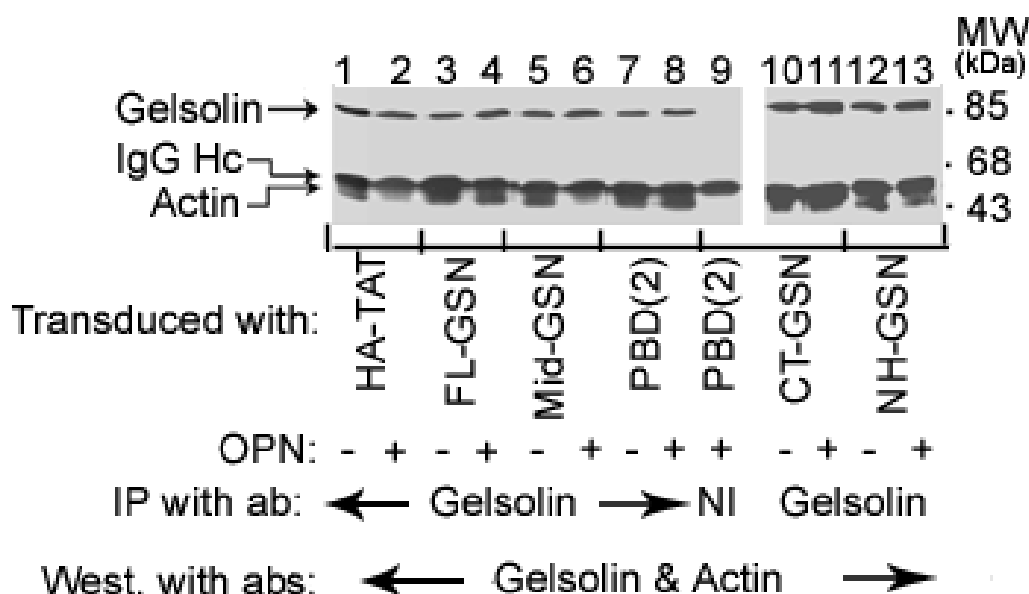 MW
(kDa)
1 2 3 4 5 6 7 8 9 10 11 12 13
Gelsolin
85
IgG Hc
68
Actin
43
Transduced with:
HA-TAT
FL-GSN
Mid-GSN
PBD(2)
PBD(2)
CT-GSN
NH-GSN
OPN: - + - + - + - + + - + - +
IP with ab: Gelsolin NI Gelsolin
West. with abs: Gelsolin & Actin